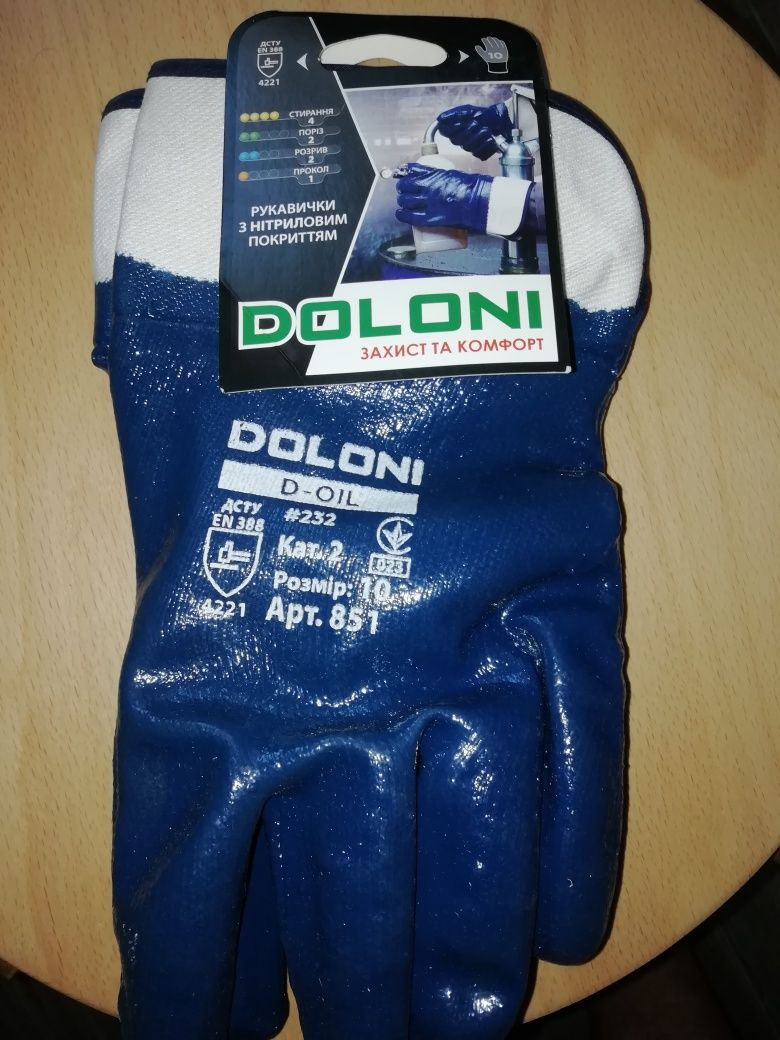 ДСТУ
EN 388
4221
10
СТИРАННЯ
4
ПОРІЗ
2
РОЗРИВ
2
ПРОКОЛ
1
РУКАВИЧКИ
З НІТРИЛОВИМ
ПОКРИТТЯМ
DOLONI
ЗАХИСТ ТА КОМФОРТ
DOLONI
D-OIL
#232
ДСТУ
EN 388
4221
Кат. 2
Розмір: 10
Арт. 851
023